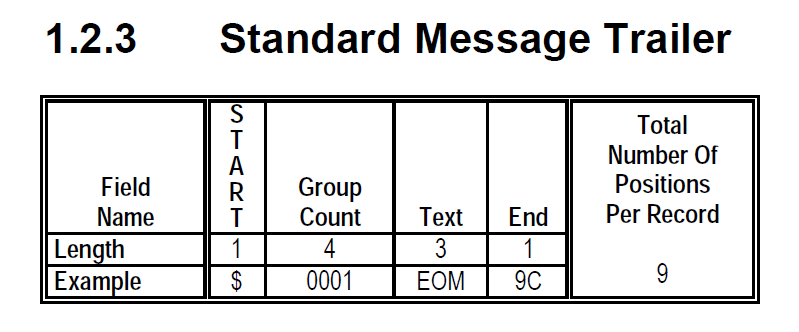 1.2.3 Standard Message Trailer
Field Name START Group Count Text End Total Number Of Positions Per Record
Length 1 4 3 1 9
Example $ 0001 EOM 9C